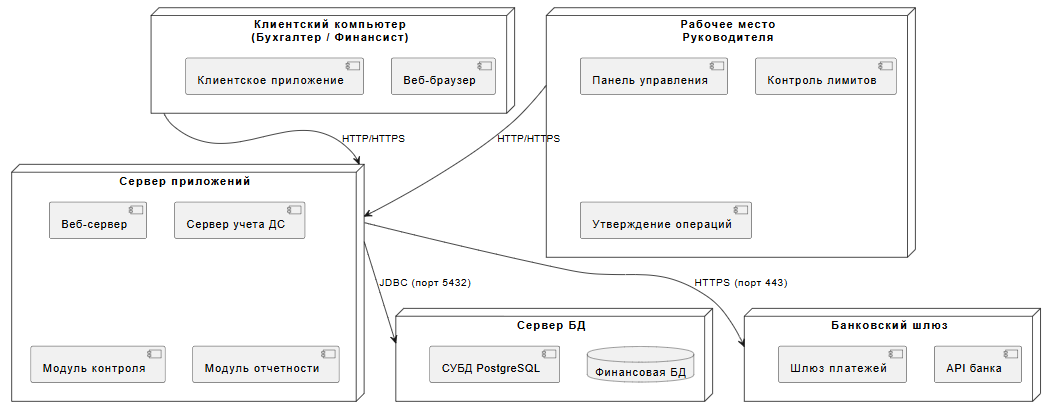 Клиентский компьютер
(Бухгалтер / Финансист)
Клиентское приложение
Веб-браузер
Рабочее место
Руководителя
Панель управления
Контроль лимитов
Утверждение операций
HTTP/HTTPS
HTTP/HTTPS
Сервер приложений
Веб-сервер
Сервер учета ДС
Модуль контроля
Модуль отчетности
JDBC (порт 5432)
HTTPS (порт 443)
Сервер БД
СУБД PostgreSQL
Финансовая БД
Банковский шлюз
Шлюз платежей
API банка